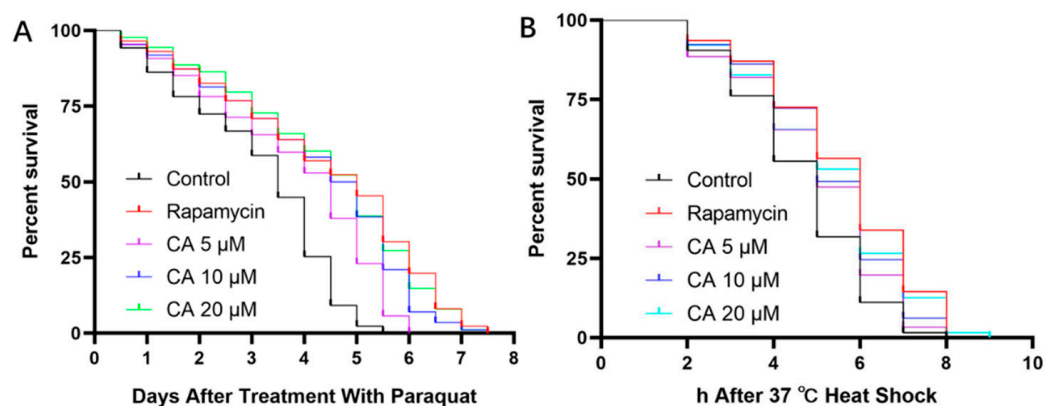 A
Percent survival
100
75
50
25
0
Control
Rapamycin
CA 5 μM
CA 10 μM
CA 20 μM
0 1 2 3 4 5 6 7 8
Days After Treatment With Paraquat
B
Percent survival
100
75
50
25
0
Control
Rapamycin
CA 5 μM
CA 10 μM
CA 20 μM
0 2 4 6 8 10
h After 37 ℃ Heat Shock